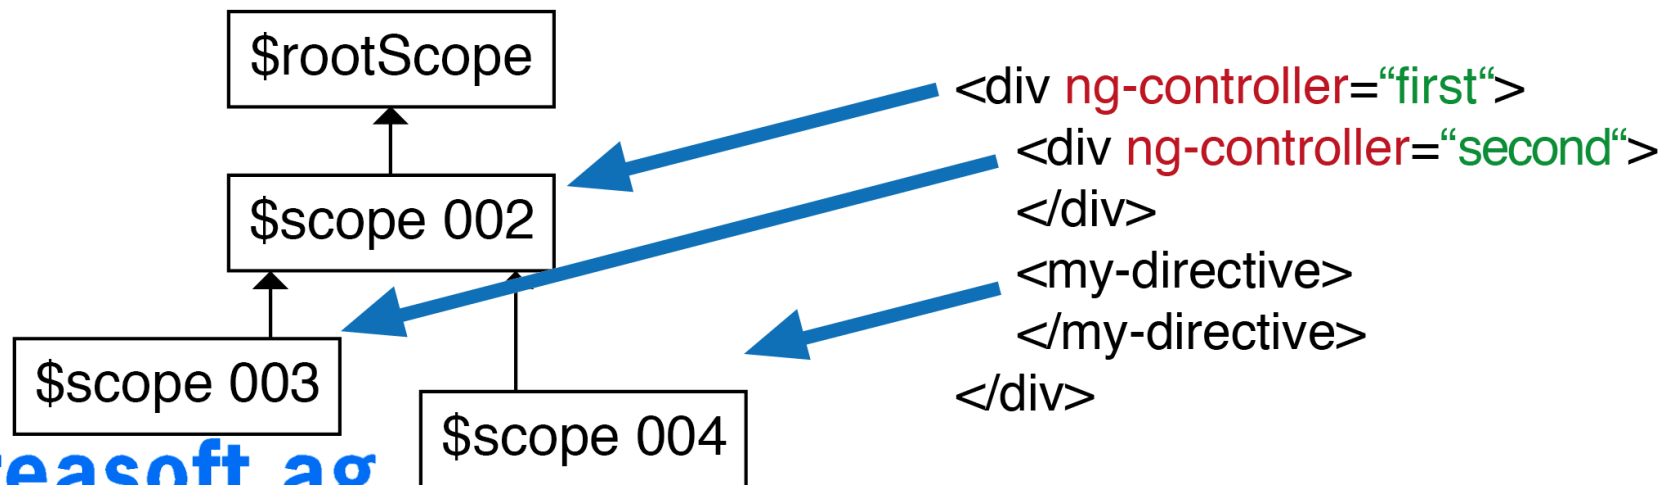 $rootScope
$scope 002
$scope 003
$scope 004
<div ng-controller=“first“>
<div ng-controller=“second“>
</div>
<my-directive>
</my-directive>
</div>
ag